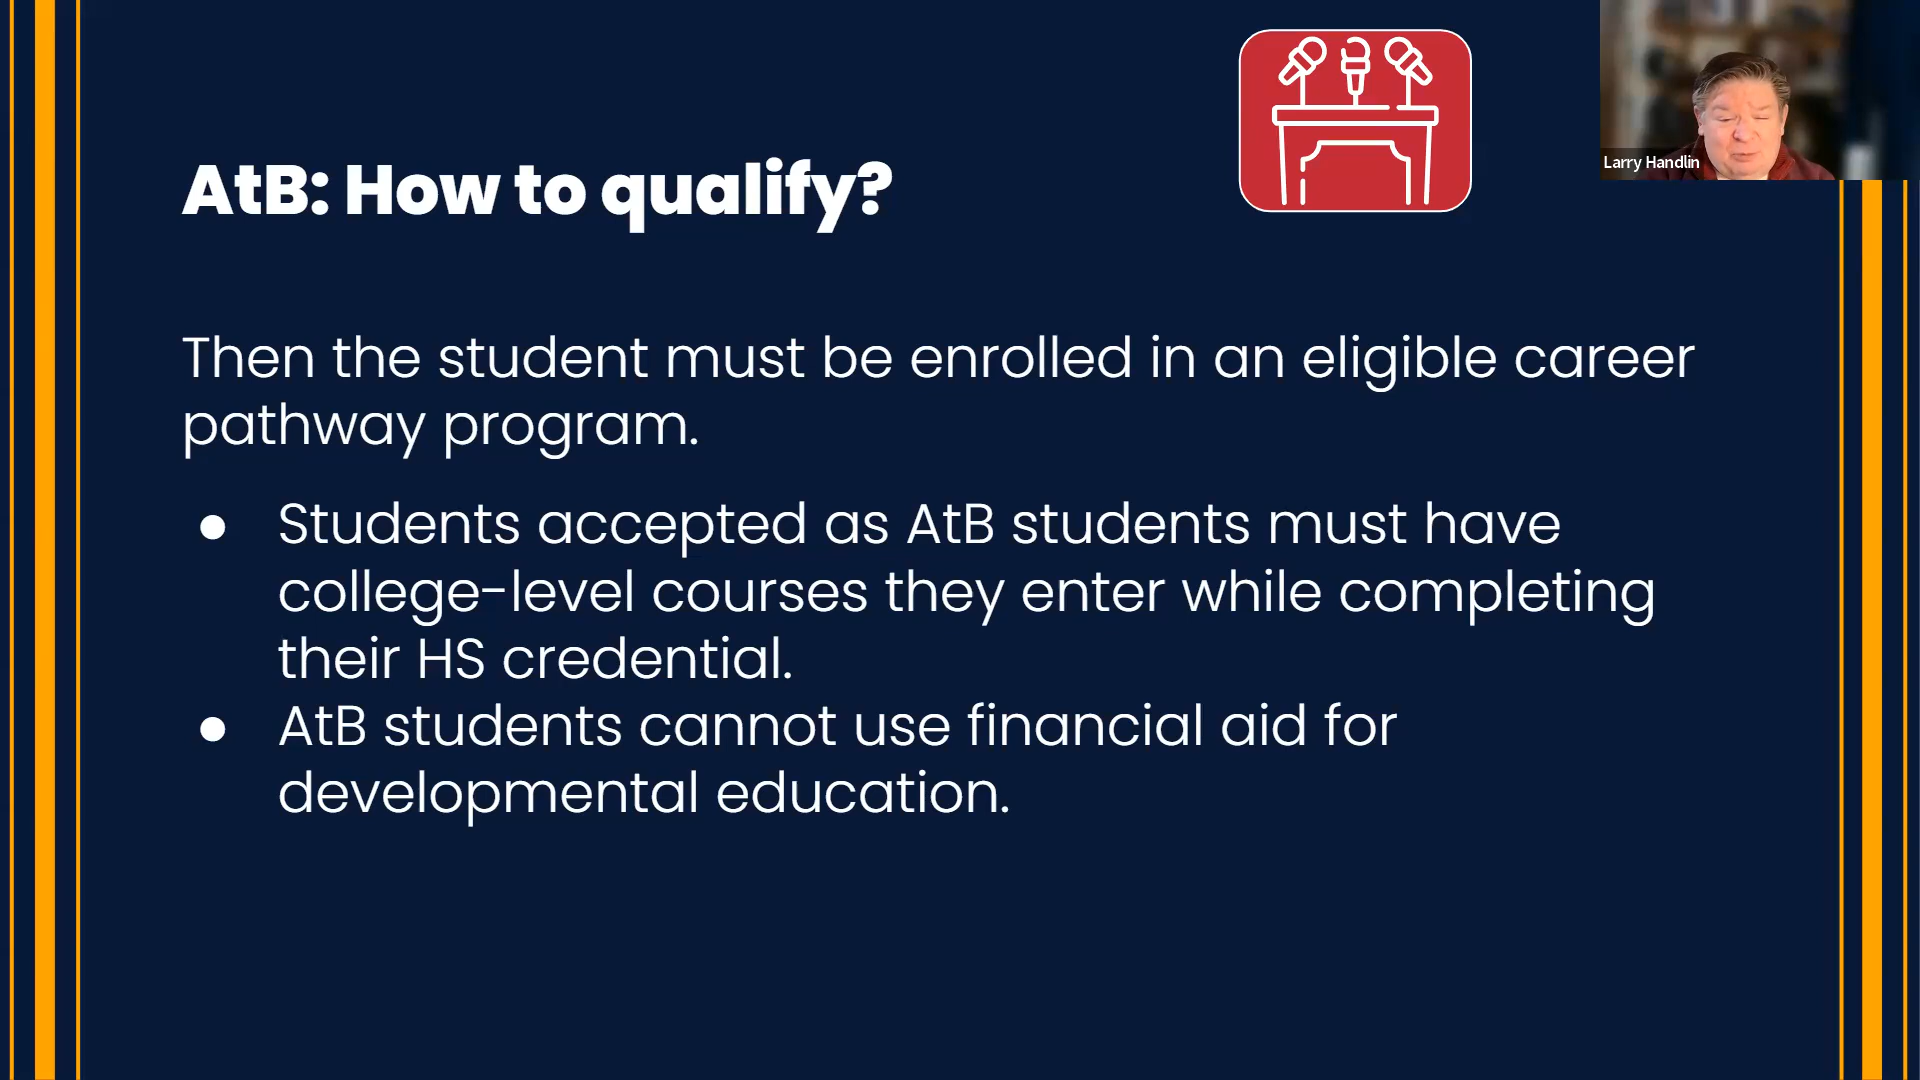 AtB: How to qualify?
Larry Handlin
Then the student must be enrolled in an eligible career
pathway program.
● Students accepted as AtB students must have
college-level courses they enter while completing
their HS credential.
● AtB students cannot use financial aid for
developmental education.